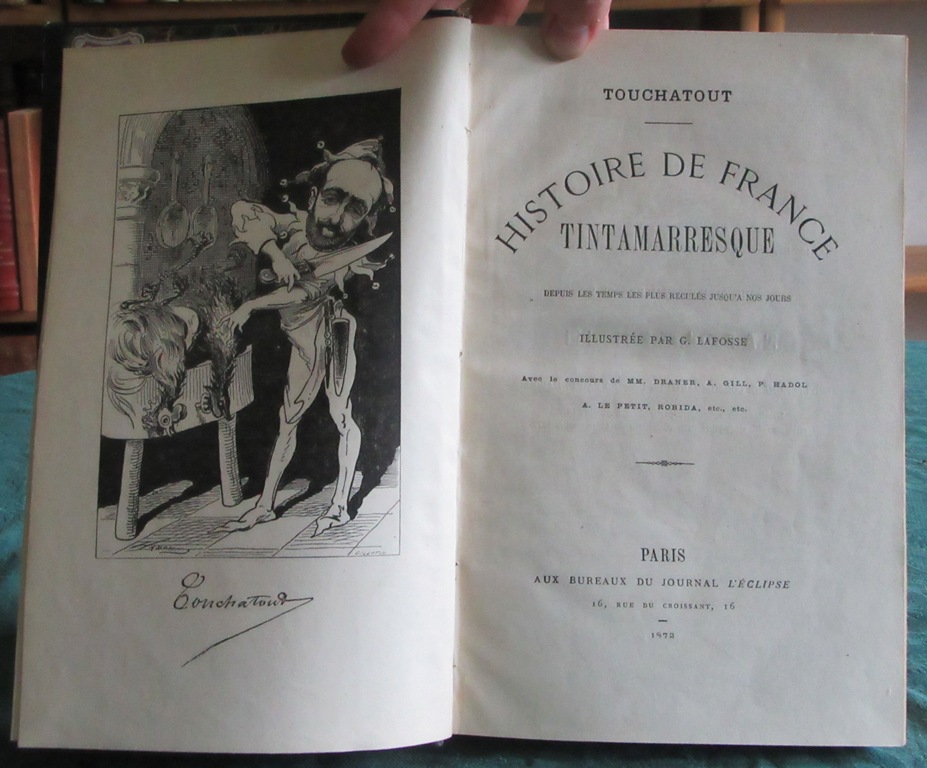 Touchatout
TOUCHATOUT
HISTOIRE DE FRANCE
TINTAMARRESQUE
DEPUIS LES TEMPS LES PLUS RECULÉS JUSQU'A NOS JOURS
ILLUSTRÉE PAR G. LAFOSSE
Avec le concours de MM. DRANER, A. GILL, P. HADOL
A. LE PETIT, ROBIDA, etc., etc.
PARIS
AUX BUREAUX DU JOURNAL L'ÉCLIPSE
16, RUE DU CROISSANT, 16
1872